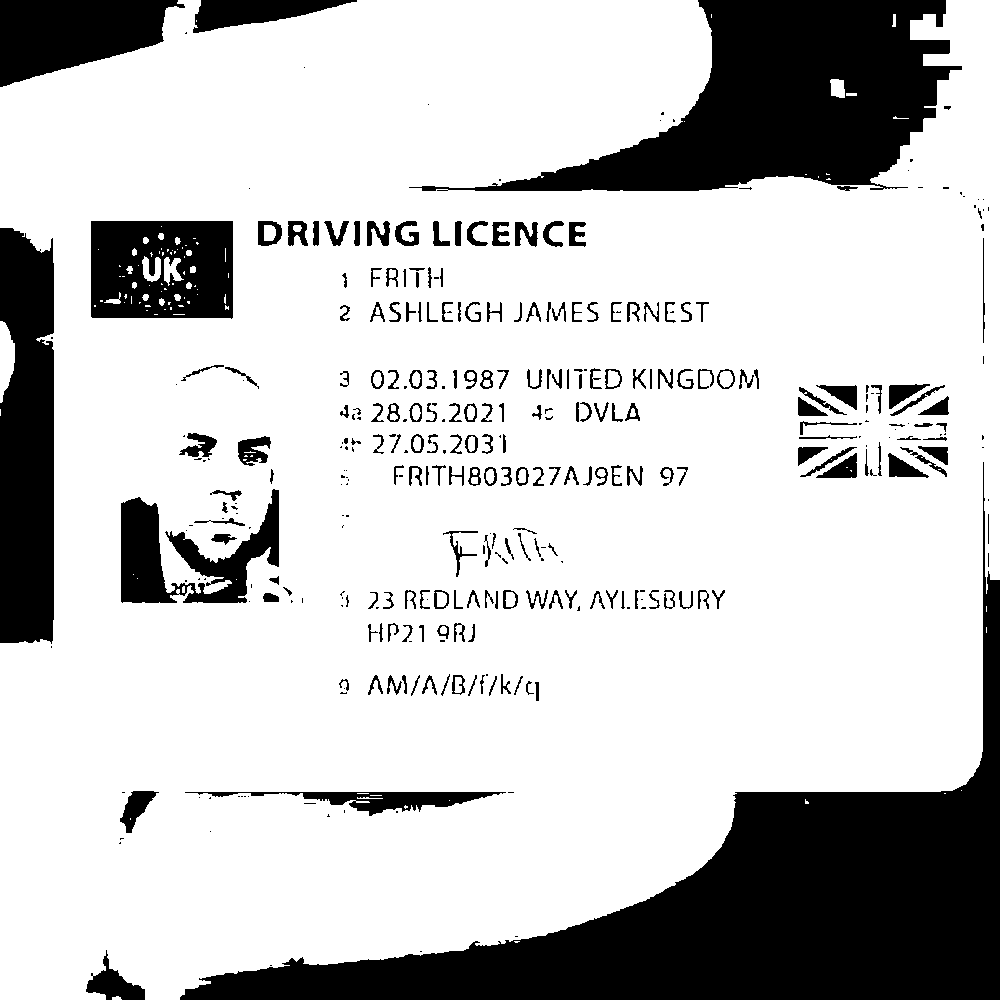 DRIVING LICENCE
UK
1 FRITH
2 ASHLEIGH JAMES ERNEST
3 02.03.1987 UNITED KINGDOM
4a 28.05.2021 4c DVLA
4b 27.05.2031
5 FRITH803027AJ9EN 97
7
FRITH
2031
23 REDLAND WAY, AYLESBURY
HP21 9RJ
9 AM/A/B/f/k/q